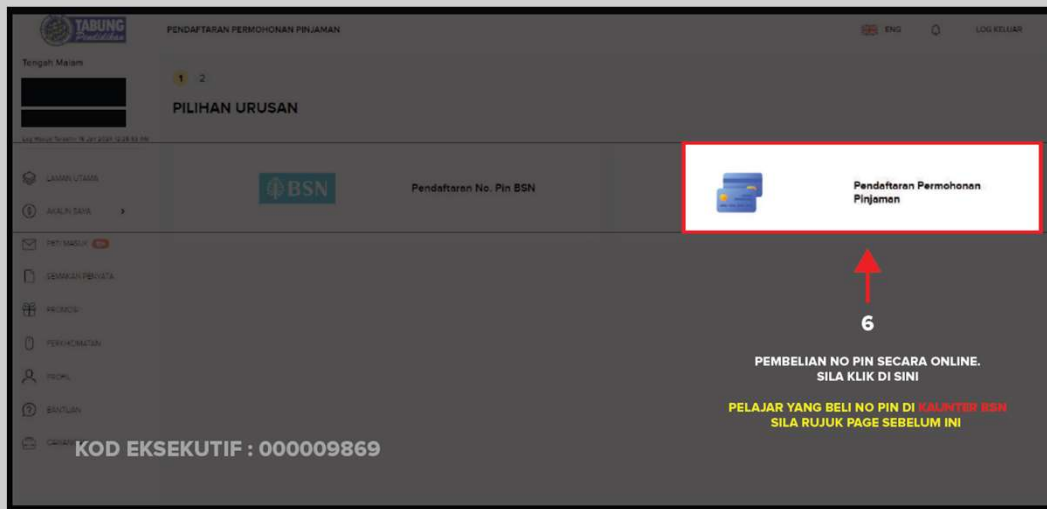 TABUNG
Pendidikan
PENDAFTARAN PERMOHONAN PINJAMAN
ENG
LOG KELUAR
Tengah Malam
1 2
PILIHAN URUSAN
LAMAN UTAMA
BSN
Pendaftaran No. Pin BSN
Pendaftaran Permohonan
Pinjaman
AKAUN SAYA
PETI MASUK
SEMAKAN PENYATA
PROMOSI
PERKHIDMATAN
PROFIL
BANTUAN
6
PEMBELIAN NO PIN SECARA ONLINE.
SILA KLIK DI SINI
PELAJAR YANG BELI NO PIN DI KAUNTER BSN
SILA RUJUK PAGE SEBELUM INI
KOD EKSEKUTIF : 000009869